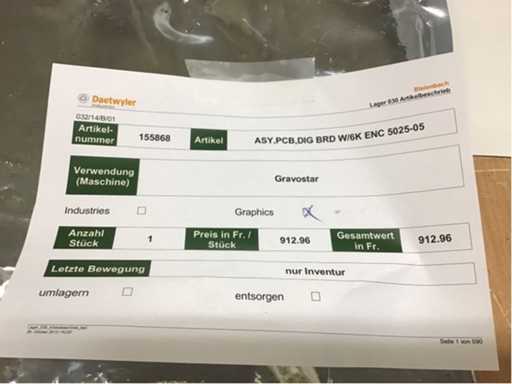 Bleienbach
Daetwyler
Lager 030 Artikelbeschrieb
032/14/B/01
Artikel-
nummer
155868
Artikel
ASY,PCB,DIG BRD W/6K ENC 5025-05
Verwendung
(Maschine)
Gravostar
Industries
Graphics
Anzahl
Stück
1
Preis in Fr. /
Stück
912.96
Gesamtwert
in Fr.
912.96
Letzte Bewegung
nur Inventur
umlagern
entsorgen
Seite 1 von 590